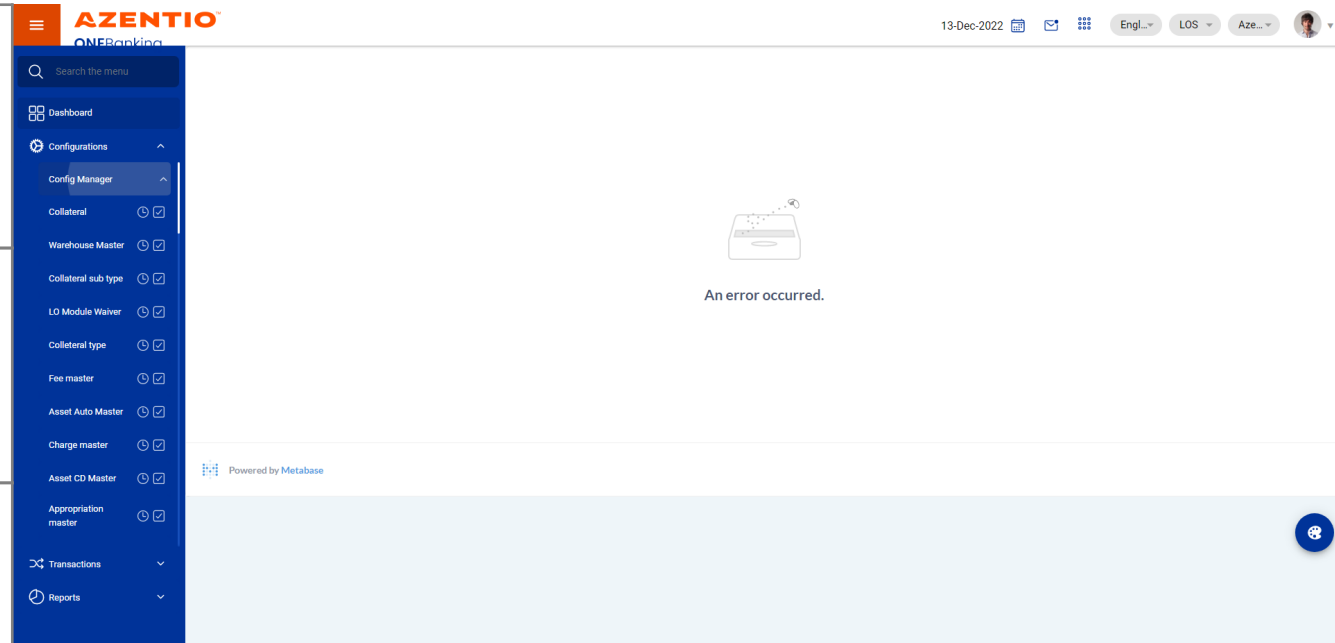 AZENTIO
ONEBanking
13-Dec-2022
Engl...
LOS
Aze...
Search the menu
Dashboard
Configurations
Config Manager
Collateral
Warehouse Master
Collateral sub type
LO Module Waiver
Colleteral type
Fee master
Asset Auto Master
Charge master
Asset CD Master
Appropriation
master
Transactions
Reports
An error occurred.
Powered by Metabase